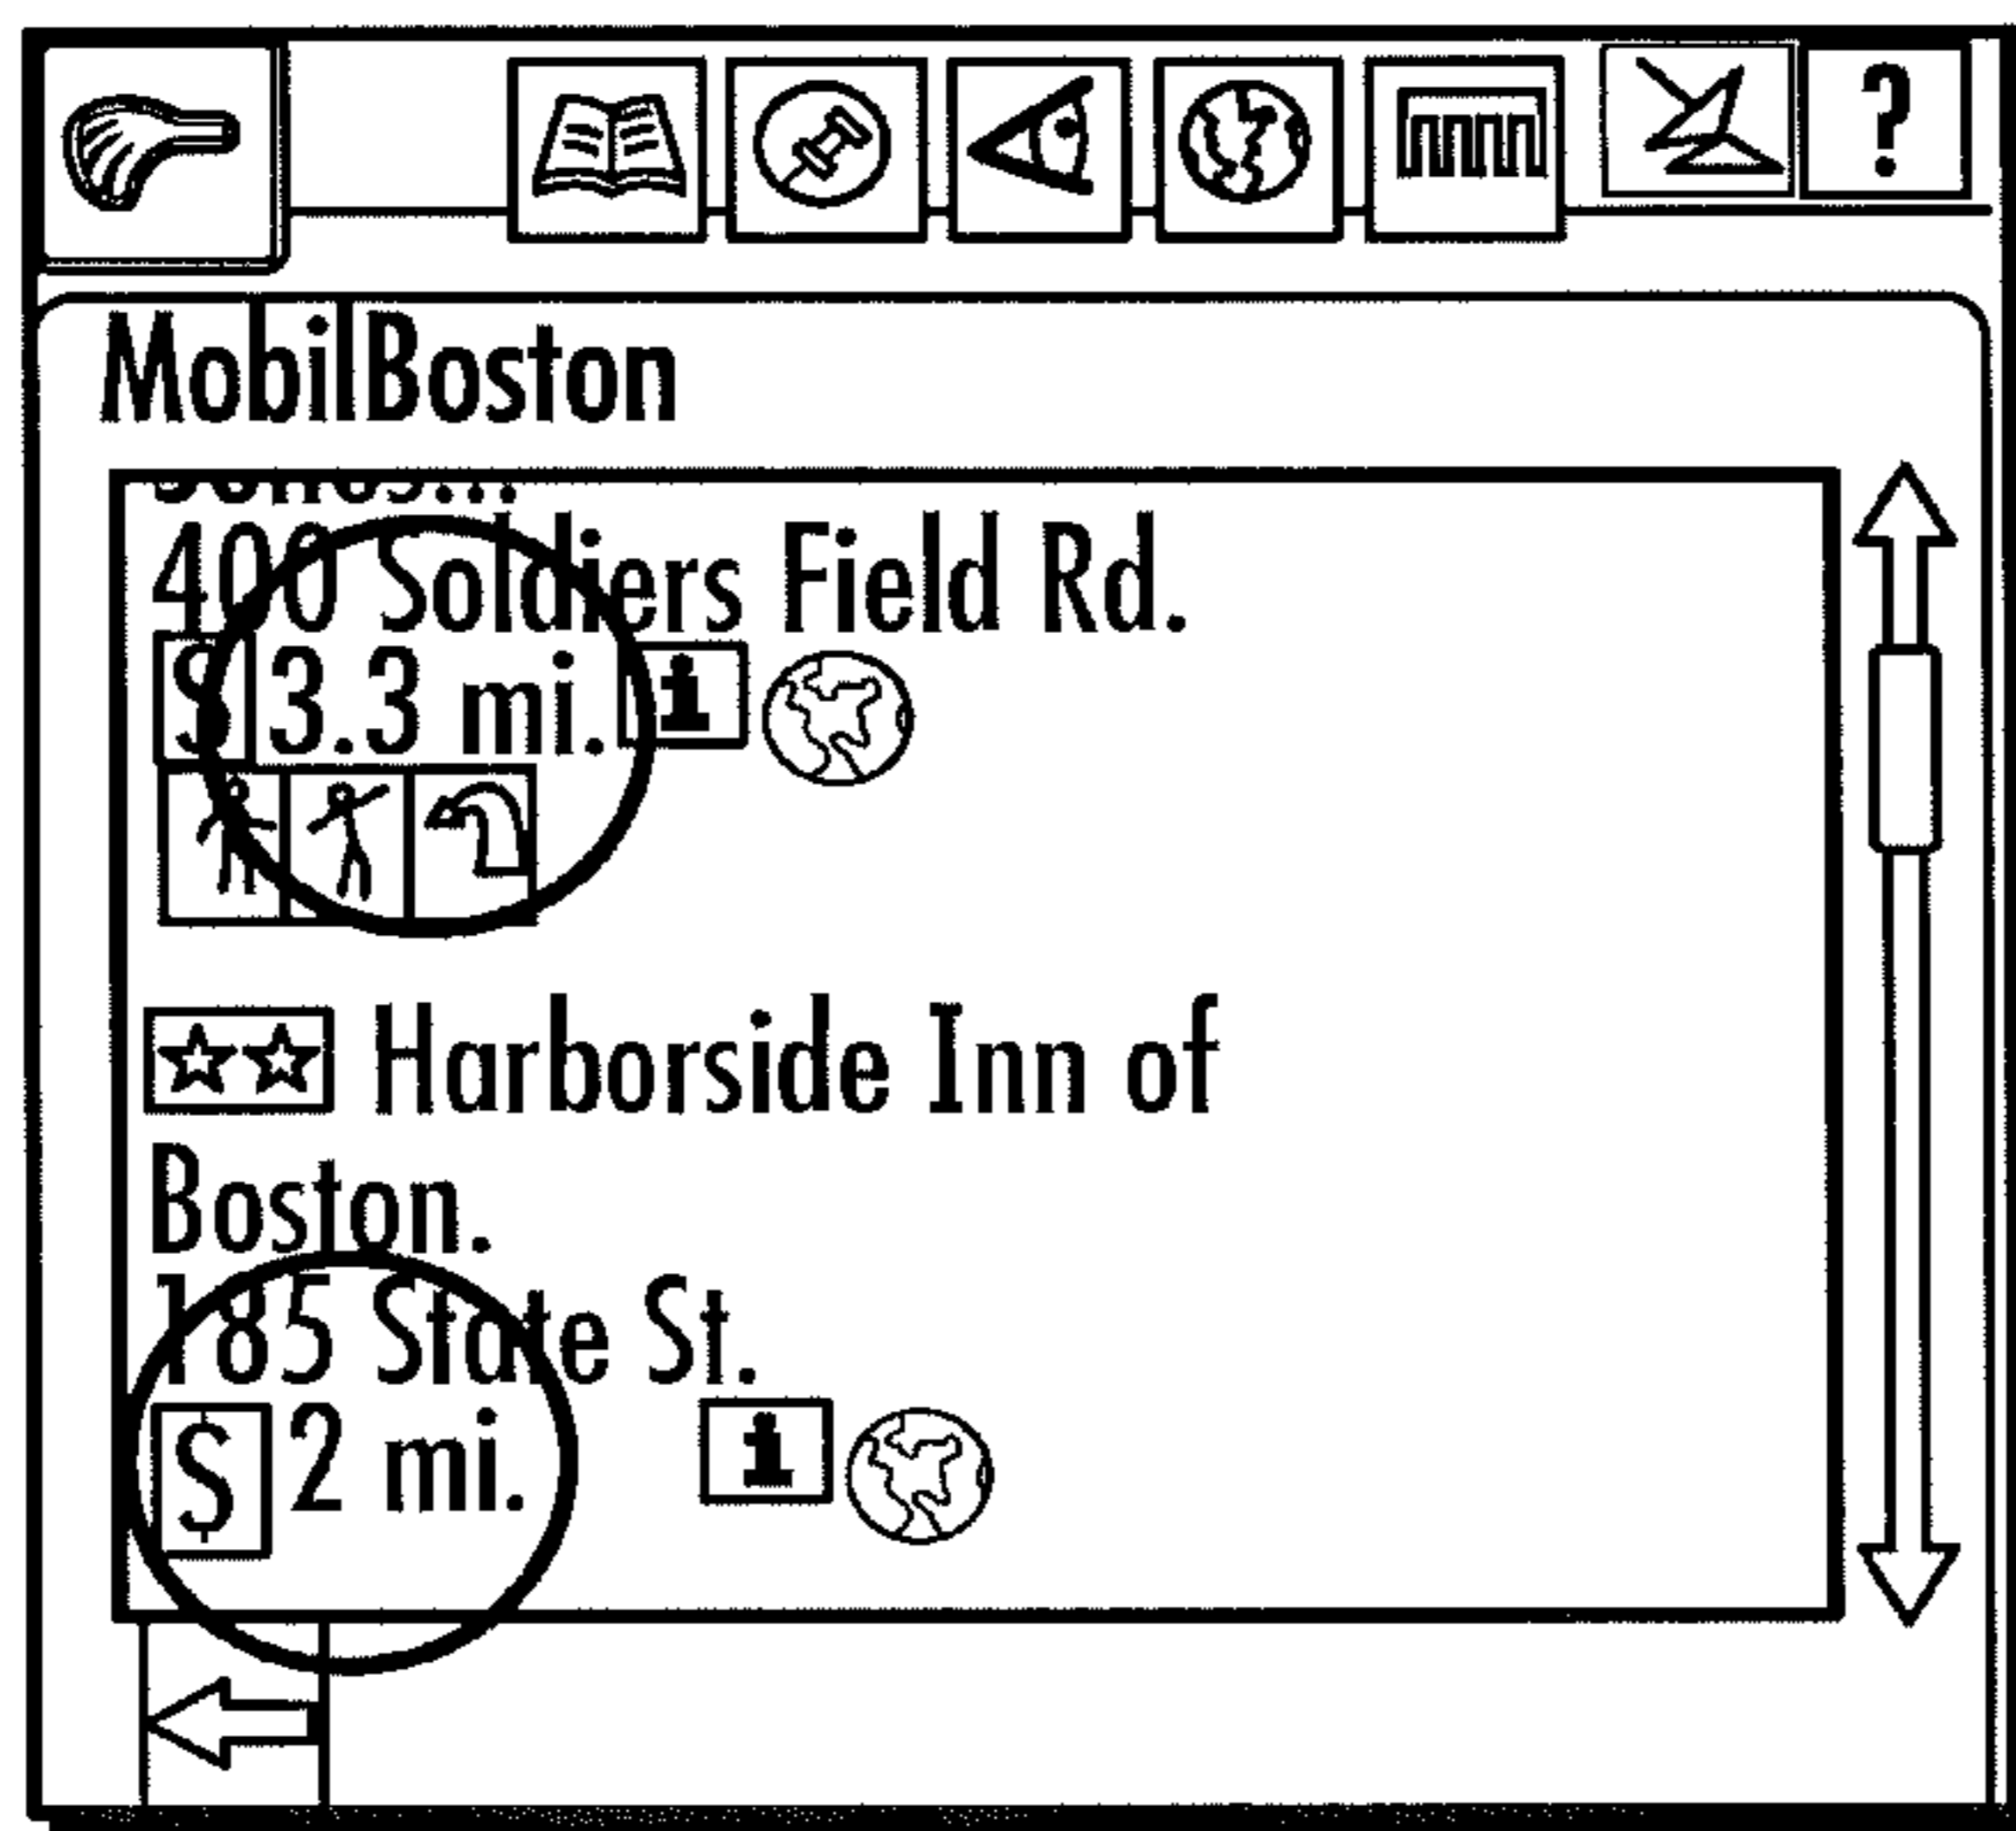 ?
MobilBoston
400 Soldiers Field Rd.
$ 3.3 mi. i
Harborside Inn of
Boston.
185 State St.
$ 2 mi. i